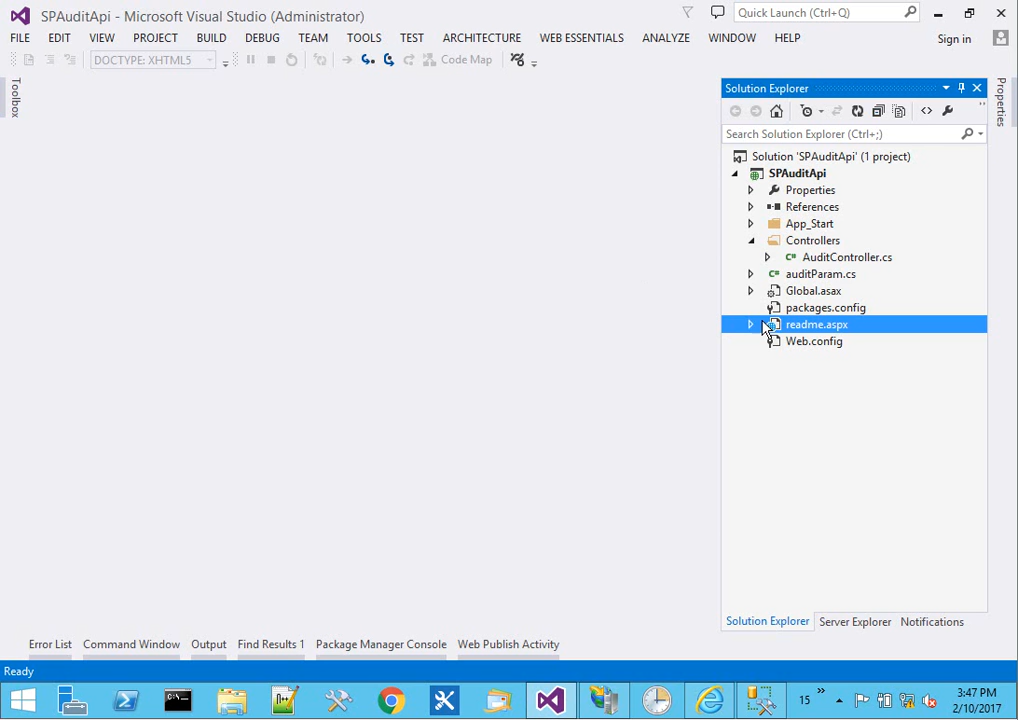 SPAuditApi - Microsoft Visual Studio (Administrator)
Quick Launch (Ctrl+Q)
FILE EDIT VIEW PROJECT BUILD DEBUG TEAM TOOLS TEST ARCHITECTURE WEB ESSENTIALS ANALYZE WINDOW HELP Sign in
DOCTYPE: XHTML5 Code Map
Toolbox
Solution Explorer
Properties
Search Solution Explorer (Ctrl+;)
Solution 'SPAuditApi' (1 project)
SPAuditApi
Properties
References
App_Start
Controllers
C# AuditController.cs
C# auditParam.cs
Global.asax
packages.config
readme.aspx
Web.config
Solution Explorer Server Explorer Notifications
Error List Command Window Output Find Results 1 Package Manager Console Web Publish Activity
Ready
15
3:47 PM
2/10/2017